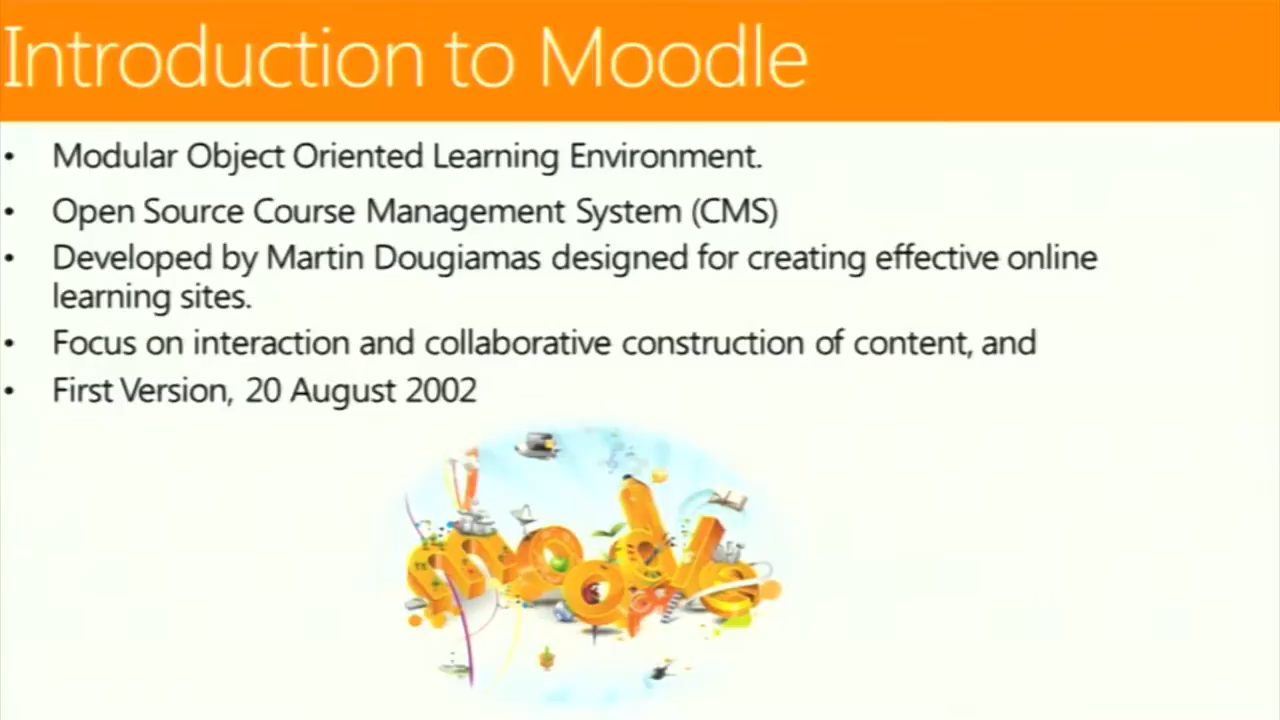 Introduction to Moodle
• Modular Object Oriented Learning Environment.
• Open Source Course Management System (CMS)
• Developed by Martin Dougiamas designed for creating effective online
learning sites.
• Focus on interaction and collaborative construction of content, and
• First Version, 20 August 2002
moodle